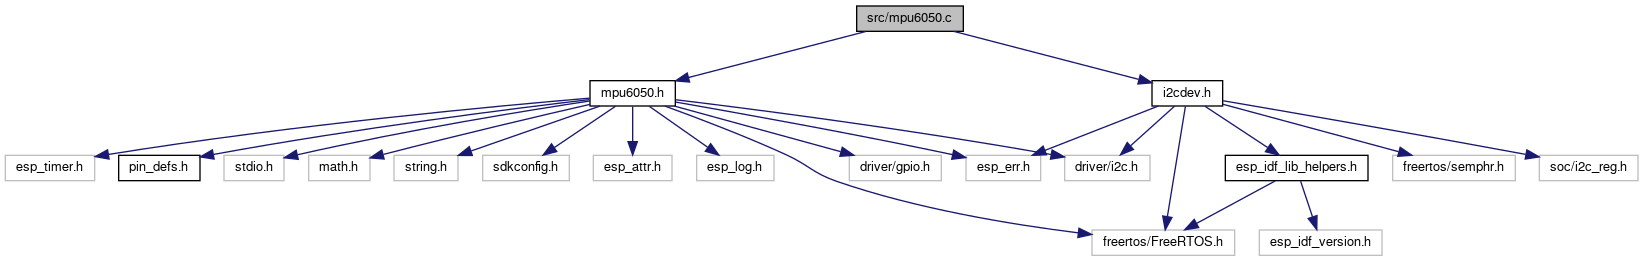 src/mpu6050.c
mpu6050.h
i2cdev.h
esp_timer.h
pin_defs.h
stdio.h
math.h
string.h
sdkconfig.h
esp_attr.h
esp_log.h
driver/gpio.h
esp_err.h
driver/i2c.h
esp_idf_lib_helpers.h
freertos/semphr.h
soc/i2c_reg.h
freertos/FreeRTOS.h
esp_idf_version.h